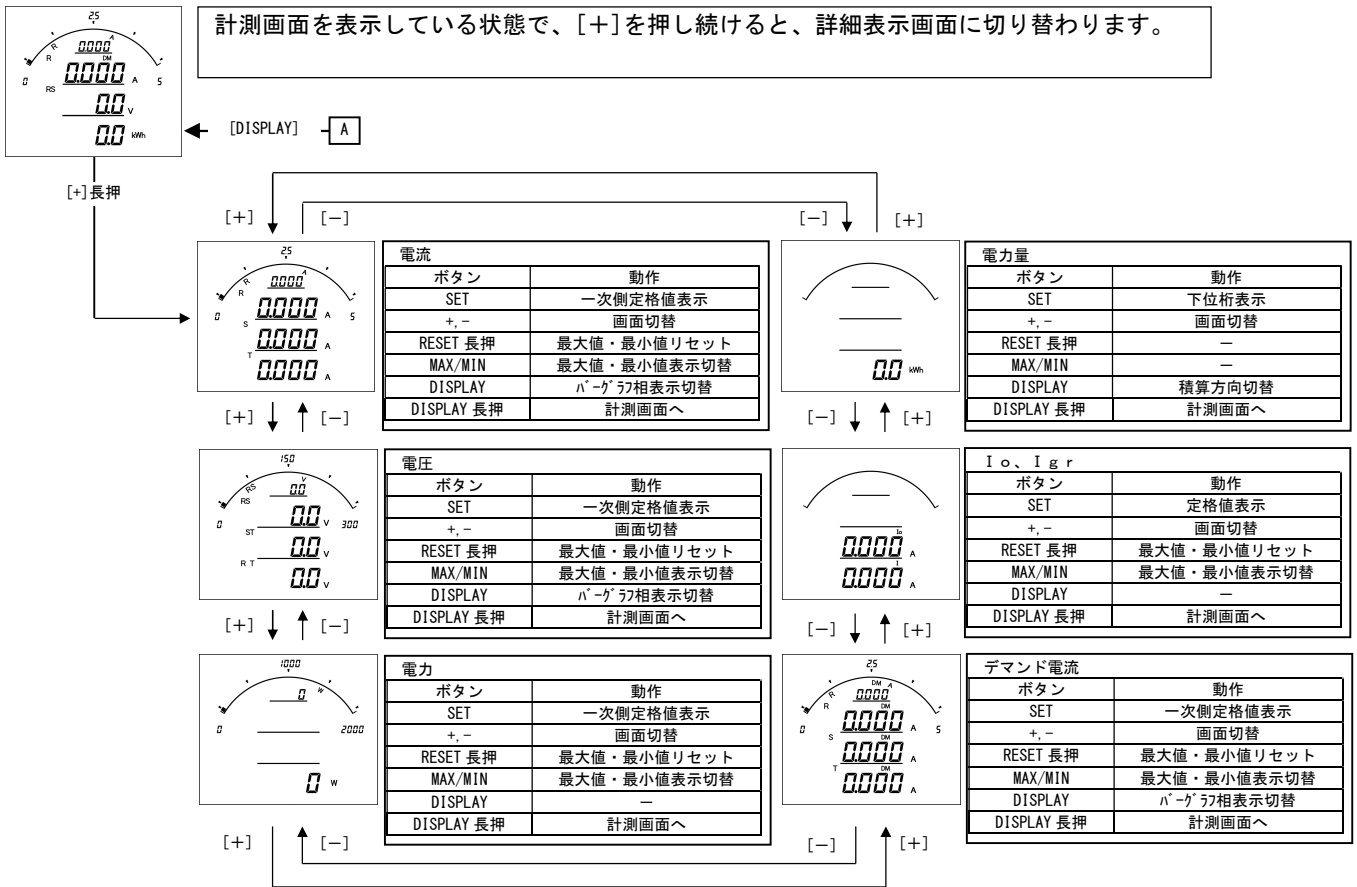 計測画面を表示している状態で、[＋]を押し続けると、詳細表示画面に切り替わります。
2.5
R 0.000 A
R DM
0 0.000 A 5
RS
0.0 V
0.0 kWh
[DISPLAY] A
[+]長押
[＋] [－]
[－] [＋]
2.5
R 0.000 A
R
0 0.000 A 5
S
0.000 A
T
0.000 A
電流
ボタン 動作
SET 一次側定格値表示
+,－ 画面切替
RESET 長押 最大値・最小値リセット
MAX/MIN 最大値・最小値表示切替
DISPLAY ﾊﾞｰｸﾞﾗﾌ相表示切替
DISPLAY 長押 計測画面へ
0.0 kWh
電力量
ボタン 動作
SET 下位桁表示
+,－ 画面切替
RESET 長押 －
MAX/MIN －
DISPLAY 積算方向切替
DISPLAY 長押 計測画面へ
[＋] [－]
[－] [＋]
150
RS 0.0 V
RS
0 0.0 V 300
ST
0.0 V
R T
0.0 V
電圧
ボタン 動作
SET 一次側定格値表示
+,－ 画面切替
RESET 長押 最大値・最小値リセット
MAX/MIN 最大値・最小値表示切替
DISPLAY ﾊﾞｰｸﾞﾗﾌ相表示切替
DISPLAY 長押 計測画面へ
Io
0.000 A
I
0.000 A
Ｉｏ、Ｉｇｒ
ボタン 動作
SET 定格値表示
+,－ 画面切替
RESET 長押 最大値・最小値リセット
MAX/MIN 最大値・最小値表示切替
DISPLAY －
DISPLAY 長押 計測画面へ
[＋] [－]
[－] [＋]
1000
0 W
0 2000
0 W
電力
ボタン 動作
SET 一次側定格値表示
+,－ 画面切替
RESET 長押 最大値・最小値リセット
MAX/MIN 最大値・最小値表示切替
DISPLAY －
DISPLAY 長押 計測画面へ
2.5
DM A
R 0.000
R DM
0 0.000 A 5
S DM
0.000 A
T DM
0.000 A
デマンド電流
ボタン 動作
SET 一次側定格値表示
+,－ 画面切替
RESET 長押 最大値・最小値リセット
MAX/MIN 最大値・最小値表示切替
DISPLAY ﾊﾞｰｸﾞﾗﾌ相表示切替
DISPLAY 長押 計測画面へ
[＋] [－]
[－] [＋]